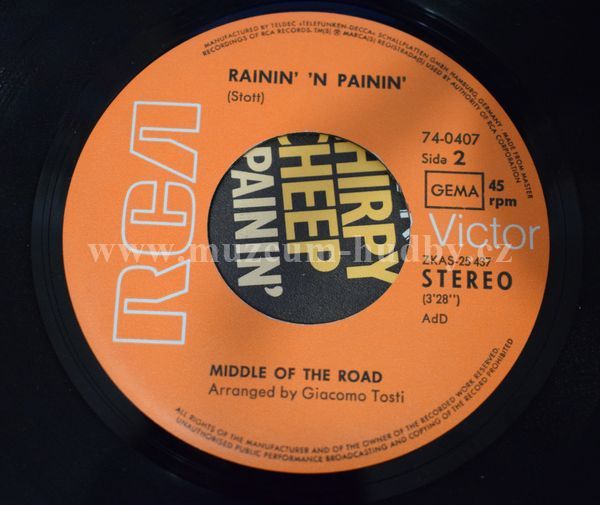 MANUFACTURED BY TELDEC »TELEFUNKEN-DECCA« SCHALLPLATTEN GMBH, HAMBURG, GERMANY. MADE FROM MASTER
RECORDINGS OF RCA RECORDS. TM(S) ® MARCA(S) REGISTRADA(S) USED BY AUTHORITY OF RCA CORPORATION
RAININ' 'N PAININ'
(Stott)
74-0407
Side 2
GEMA 45
rpm
RCA
Victor
ZKAS-25 437
STEREO
(3'28'')
AdD
HIRPY
CHEEP
PAININ'
www.muzeum-hudby.cz
MIDDLE OF THE ROAD
Arranged by Giacomo Tosti
ALL RIGHTS OF THE MANUFACTURER AND OF THE OWNER OF THE RECORDED WORK RESERVED.
UNAUTHORISED PUBLIC PERFORMANCE BROADCASTING AND COPYING OF THE RECORD PROHIBITED